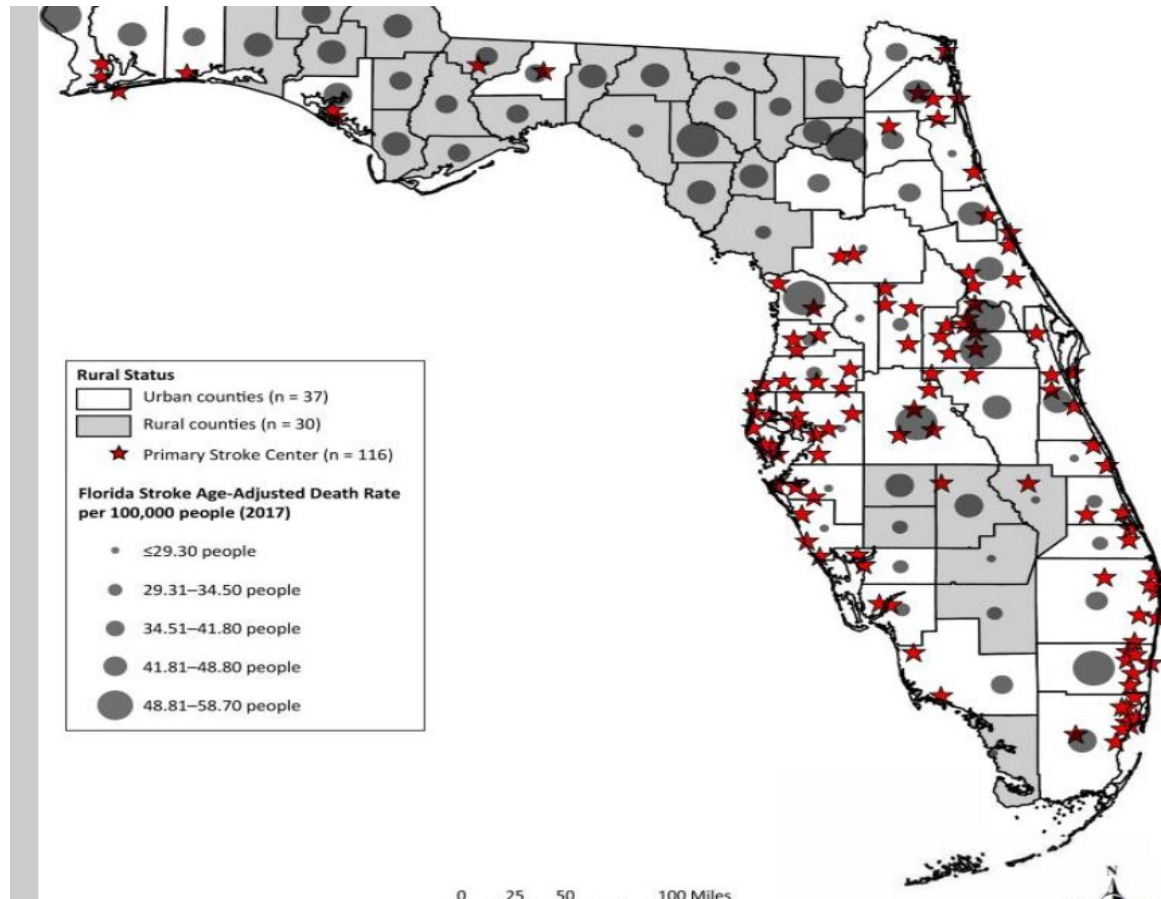 Rural Status
Urban counties (n = 37)
Rural counties (n = 30)
Primary Stroke Center (n = 116)
Florida Stroke Age-Adjusted Death Rate
per 100,000 people (2017)
≤29.30 people
29.31–34.50 people
34.51–41.80 people
41.81–48.80 people
48.81–58.70 people
0 25 50 100 Miles
N